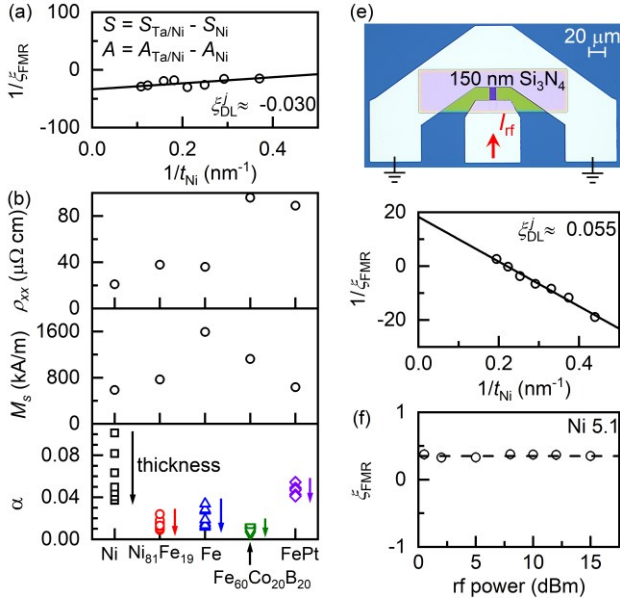 (a)
S = S_Ta/Ni - S_Ni
A = A_Ta/Ni - A_Ni
ξ^j_DL ≈ -0.030
1/ξ_FMR
100
0
-100
0.0 0.2 0.4
1/t_Ni (nm⁻¹)
(b)
ρ_xx (μΩ cm)
80
40
0
M_s (kA/m)
1600
800
0
α
0.08
0.04
0.00
thickness
Ni Ni₈₁Fe₁₉ Fe FePt
Fe₆₀Co₂₀B₂₀
(e)
20 μm
150 nm Si₃N₄
I_rf
ξ^j_DL ≈ 0.055
1/ξ_FMR
20
0
-20
0.0 0.1 0.2 0.3 0.4
1/t_Ni (nm⁻¹)
(f)
Ni 5.1
ξ_FMR
1
0
-1
0 5 10 15
rf power (dBm)